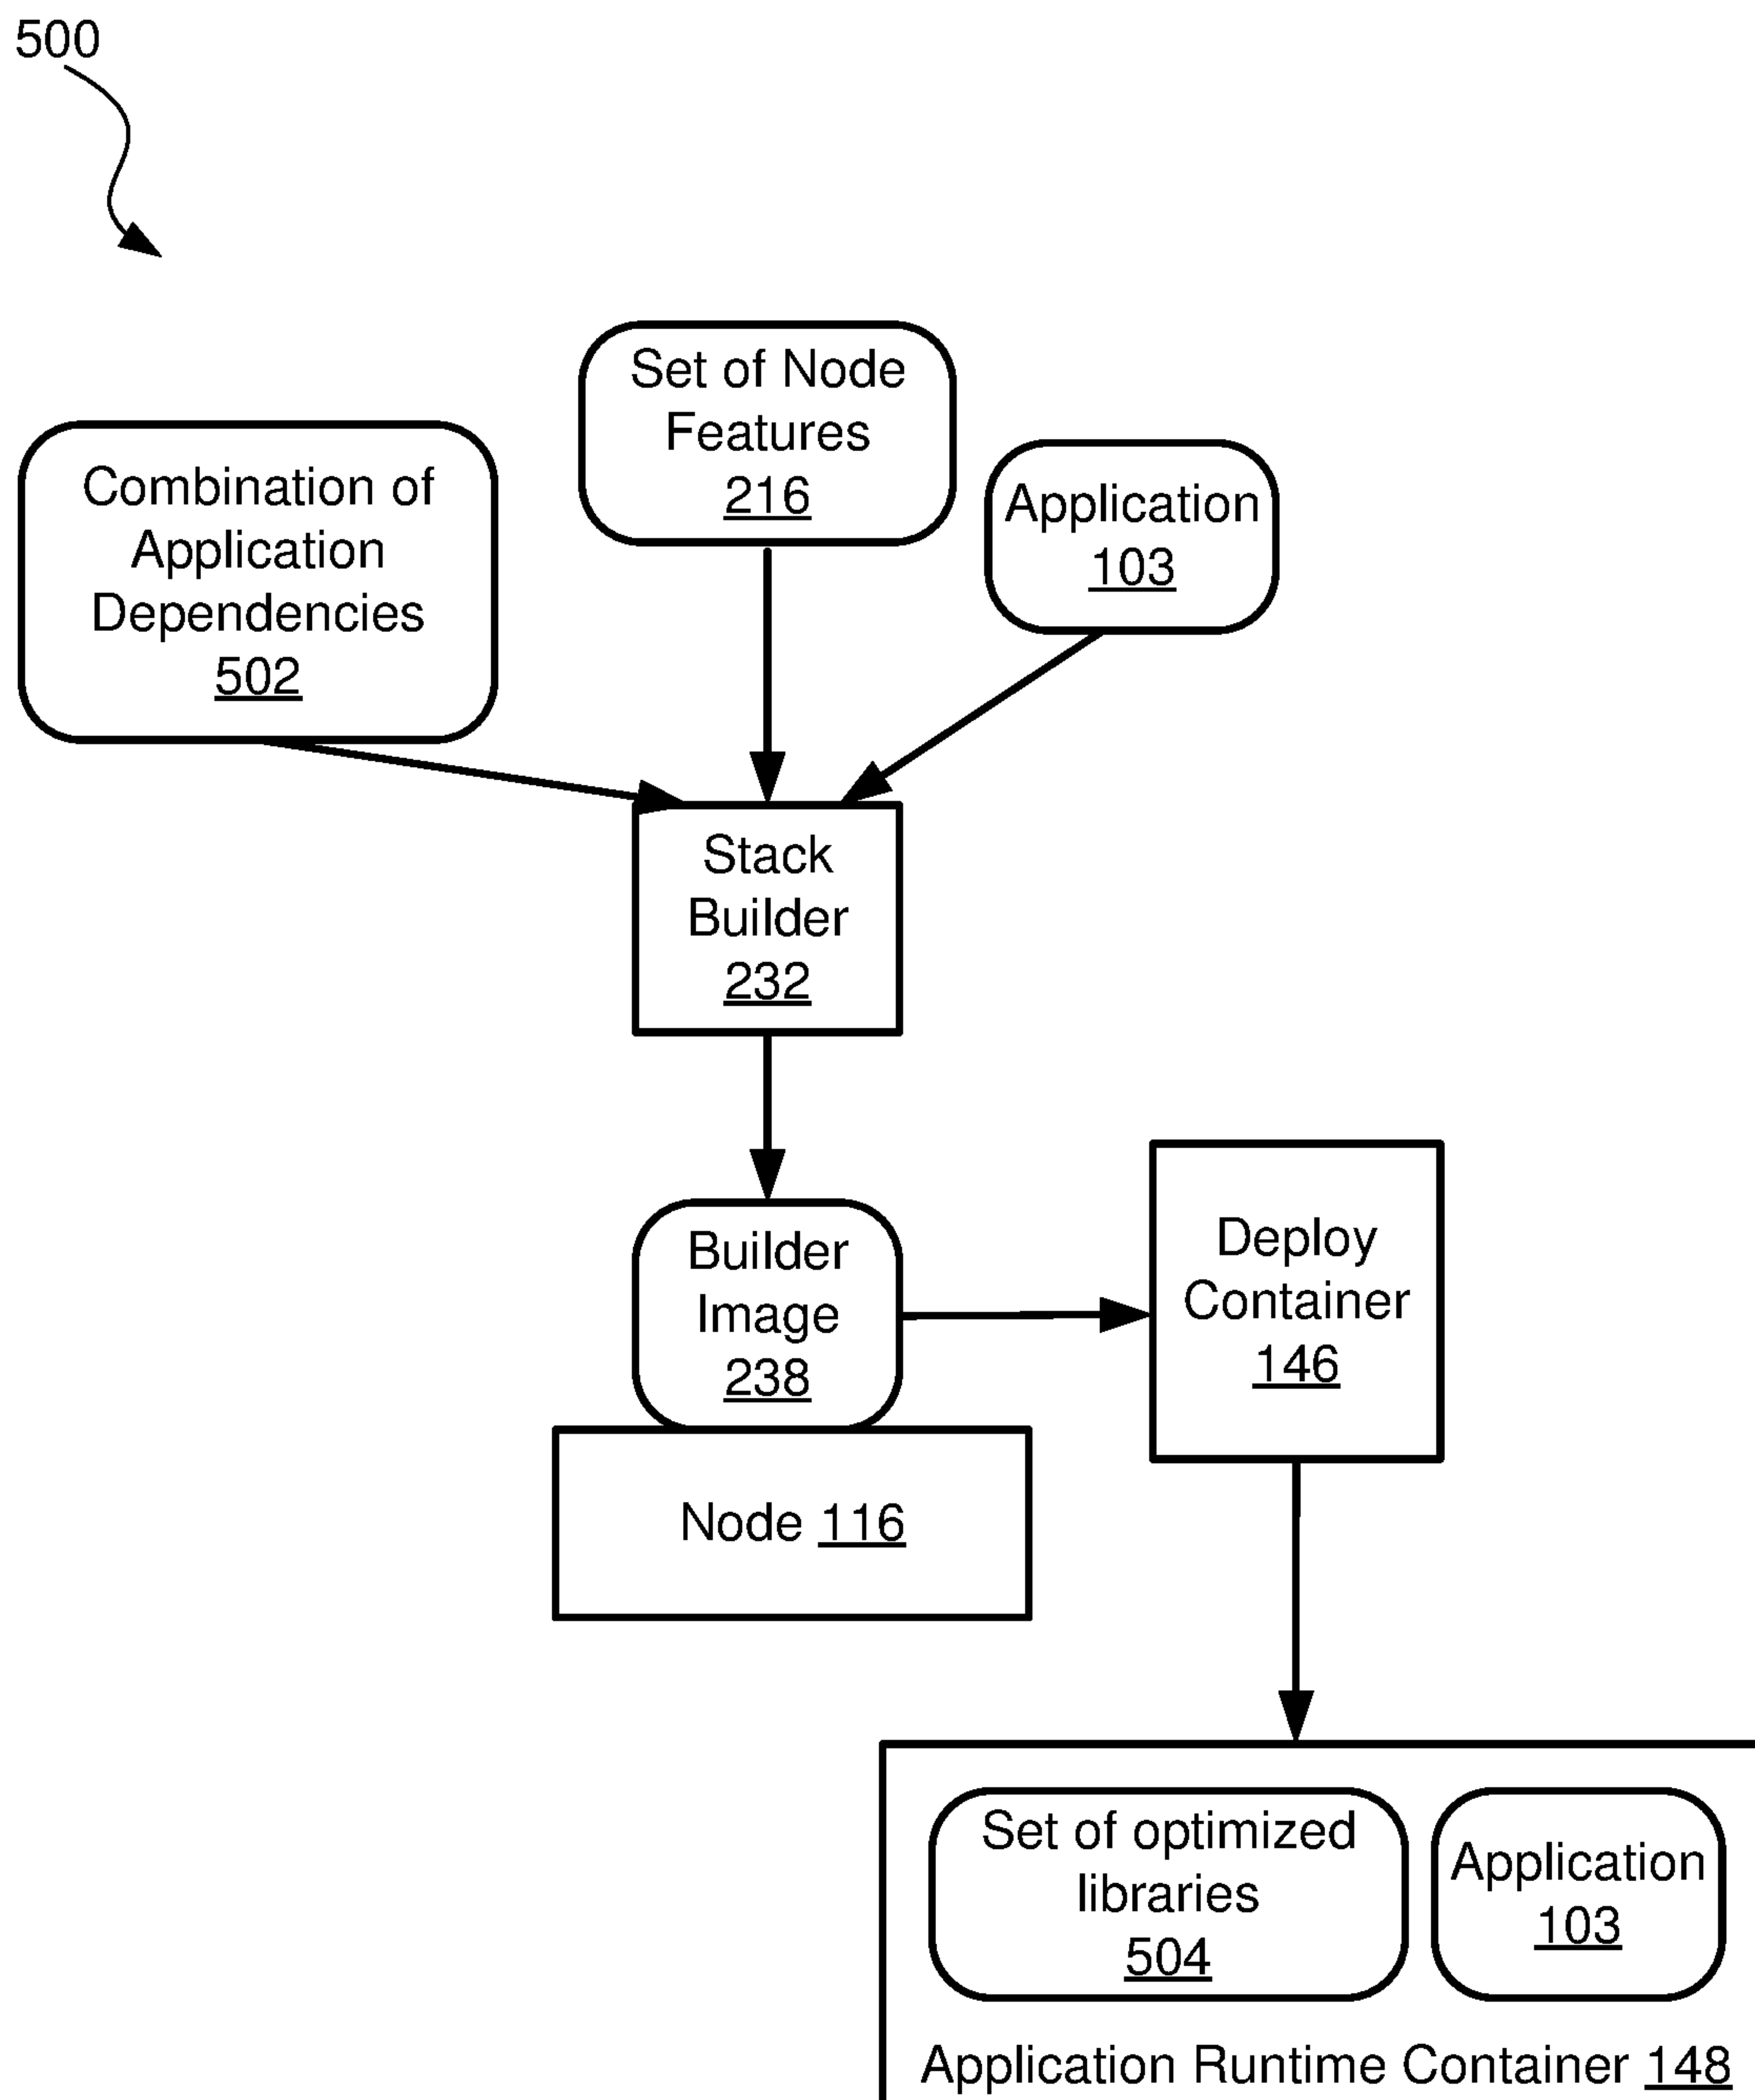 500
Set of Node
Features
216
Combination of
Application
Dependencies
502
Application
103
Stack
Builder
232
Builder
Image
238
Deploy
Container
146
Node 116
Set of optimized
libraries
504
Application
103
Application Runtime Container 148